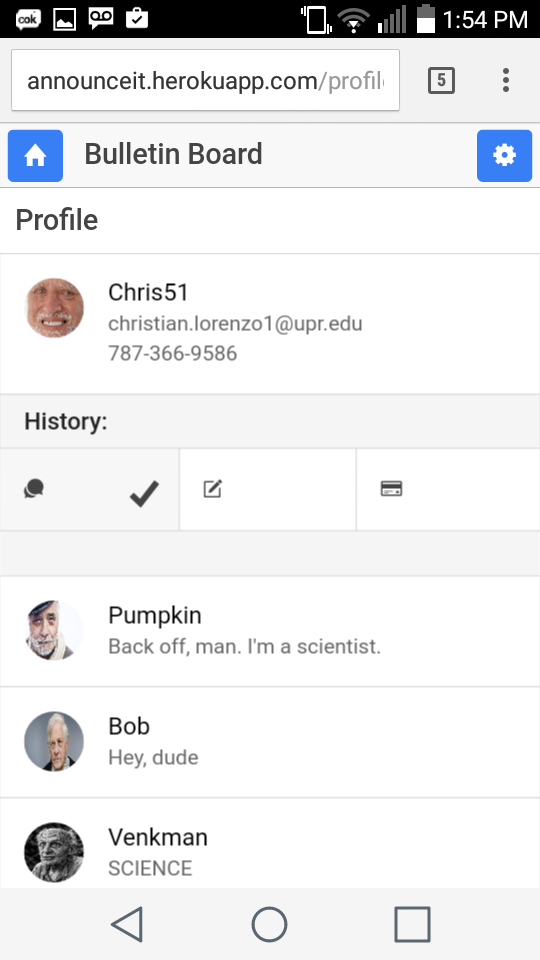 cok
1:54 PM
announceit.herokuapp.com/profil
5
Bulletin Board
Profile
Chris51
christian.lorenzo1@upr.edu
787-366-9586
History:
Pumpkin
Back off, man. I'm a scientist.
Bob
Hey, dude
Venkman
SCIENCE